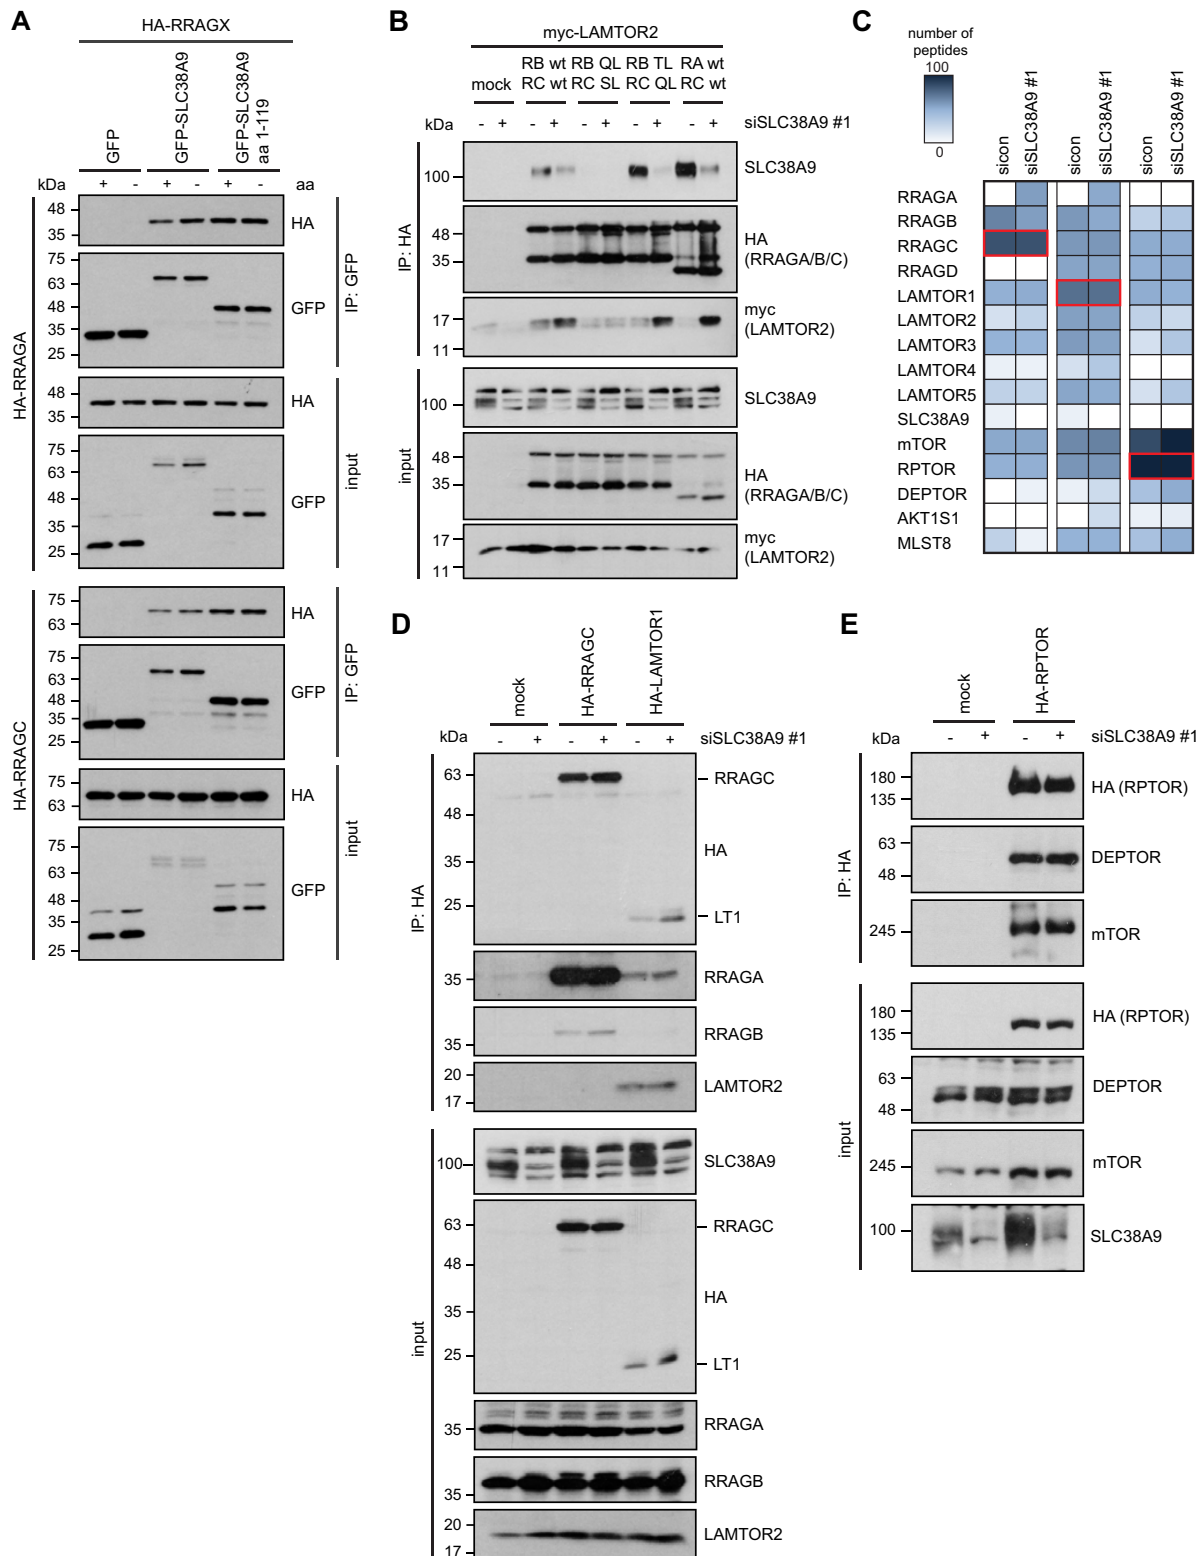 A
HA-RRAGX
GFP
GFP-SLC38A9
GFP-SLC38A9
aa 1-119
kDa
+ - + - + - aa
HA-RRAGA
48
35
HA
75
63
48
35
25
GFP
IP: GFP
48
35
HA
75
63
48
35
25
GFP
input
HA-RRAGC
75
63
HA
75
63
48
35
25
GFP
IP: GFP
75
63
HA
75
63
48
35
25
GFP
input
B
myc-LAMTOR2
mock
RB wt RB QL RB TL RA wt
RC wt RC SL RC QL RC wt
kDa
- + - + - + - + - + siSLC38A9 #1
IP: HA
100
SLC38A9
48
35
HA
(RRAGA/B/C)
17
11
myc
(LAMTOR2)
input
100
SLC38A9
48
35
HA
(RRAGA/B/C)
17
11
myc
(LAMTOR2)
C
number of
peptides
100
0
sicon
siSLC38A9 #1
sicon
siSLC38A9 #1
sicon
siSLC38A9 #1
RRAGA
RRAGB
RRAGC
RRAGD
LAMTOR1
LAMTOR2
LAMTOR3
LAMTOR4
LAMTOR5
SLC38A9
mTOR
RPTOR
DEPTOR
AKT1S1
MLST8
D
mock
HA-RRAGC
HA-LAMTOR1
kDa
- + - + - + siSLC38A9 #1
IP: HA
63
48
35
25
RRAGC
HA
LT1
35
RRAGA
35
RRAGB
20
17
LAMTOR2
input
100
SLC38A9
63
48
35
25
RRAGC
HA
LT1
35
RRAGA
35
RRAGB
20
17
LAMTOR2
E
mock
HA-RPTOR
kDa
- + - + siSLC38A9 #1
IP: HA
180
135
HA (RPTOR)
63
48
DEPTOR
245
mTOR
input
180
135
HA (RPTOR)
63
48
DEPTOR
245
mTOR
100
SLC38A9